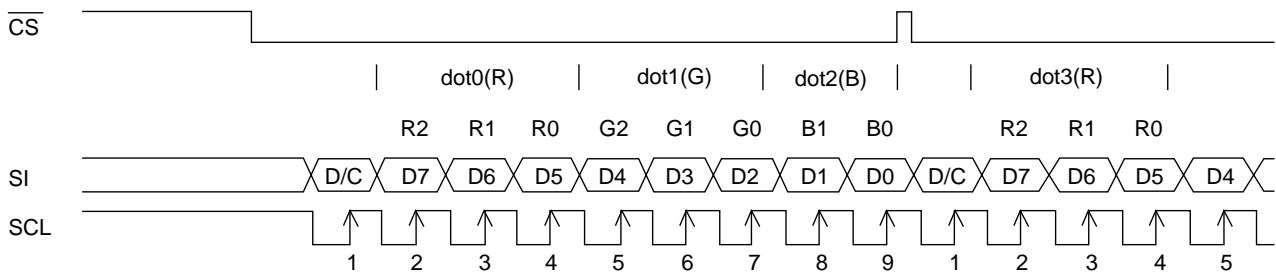 CS
dot0(R) dot1(G) dot2(B) dot3(R)
R2 R1 R0 G2 G1 G0 B1 B0 R2 R1 R0
SI D/C D7 D6 D5 D4 D3 D2 D1 D0 D/C D7 D6 D5 D4
SCL
1 2 3 4 5 6 7 8 9 1 2 3 4 5